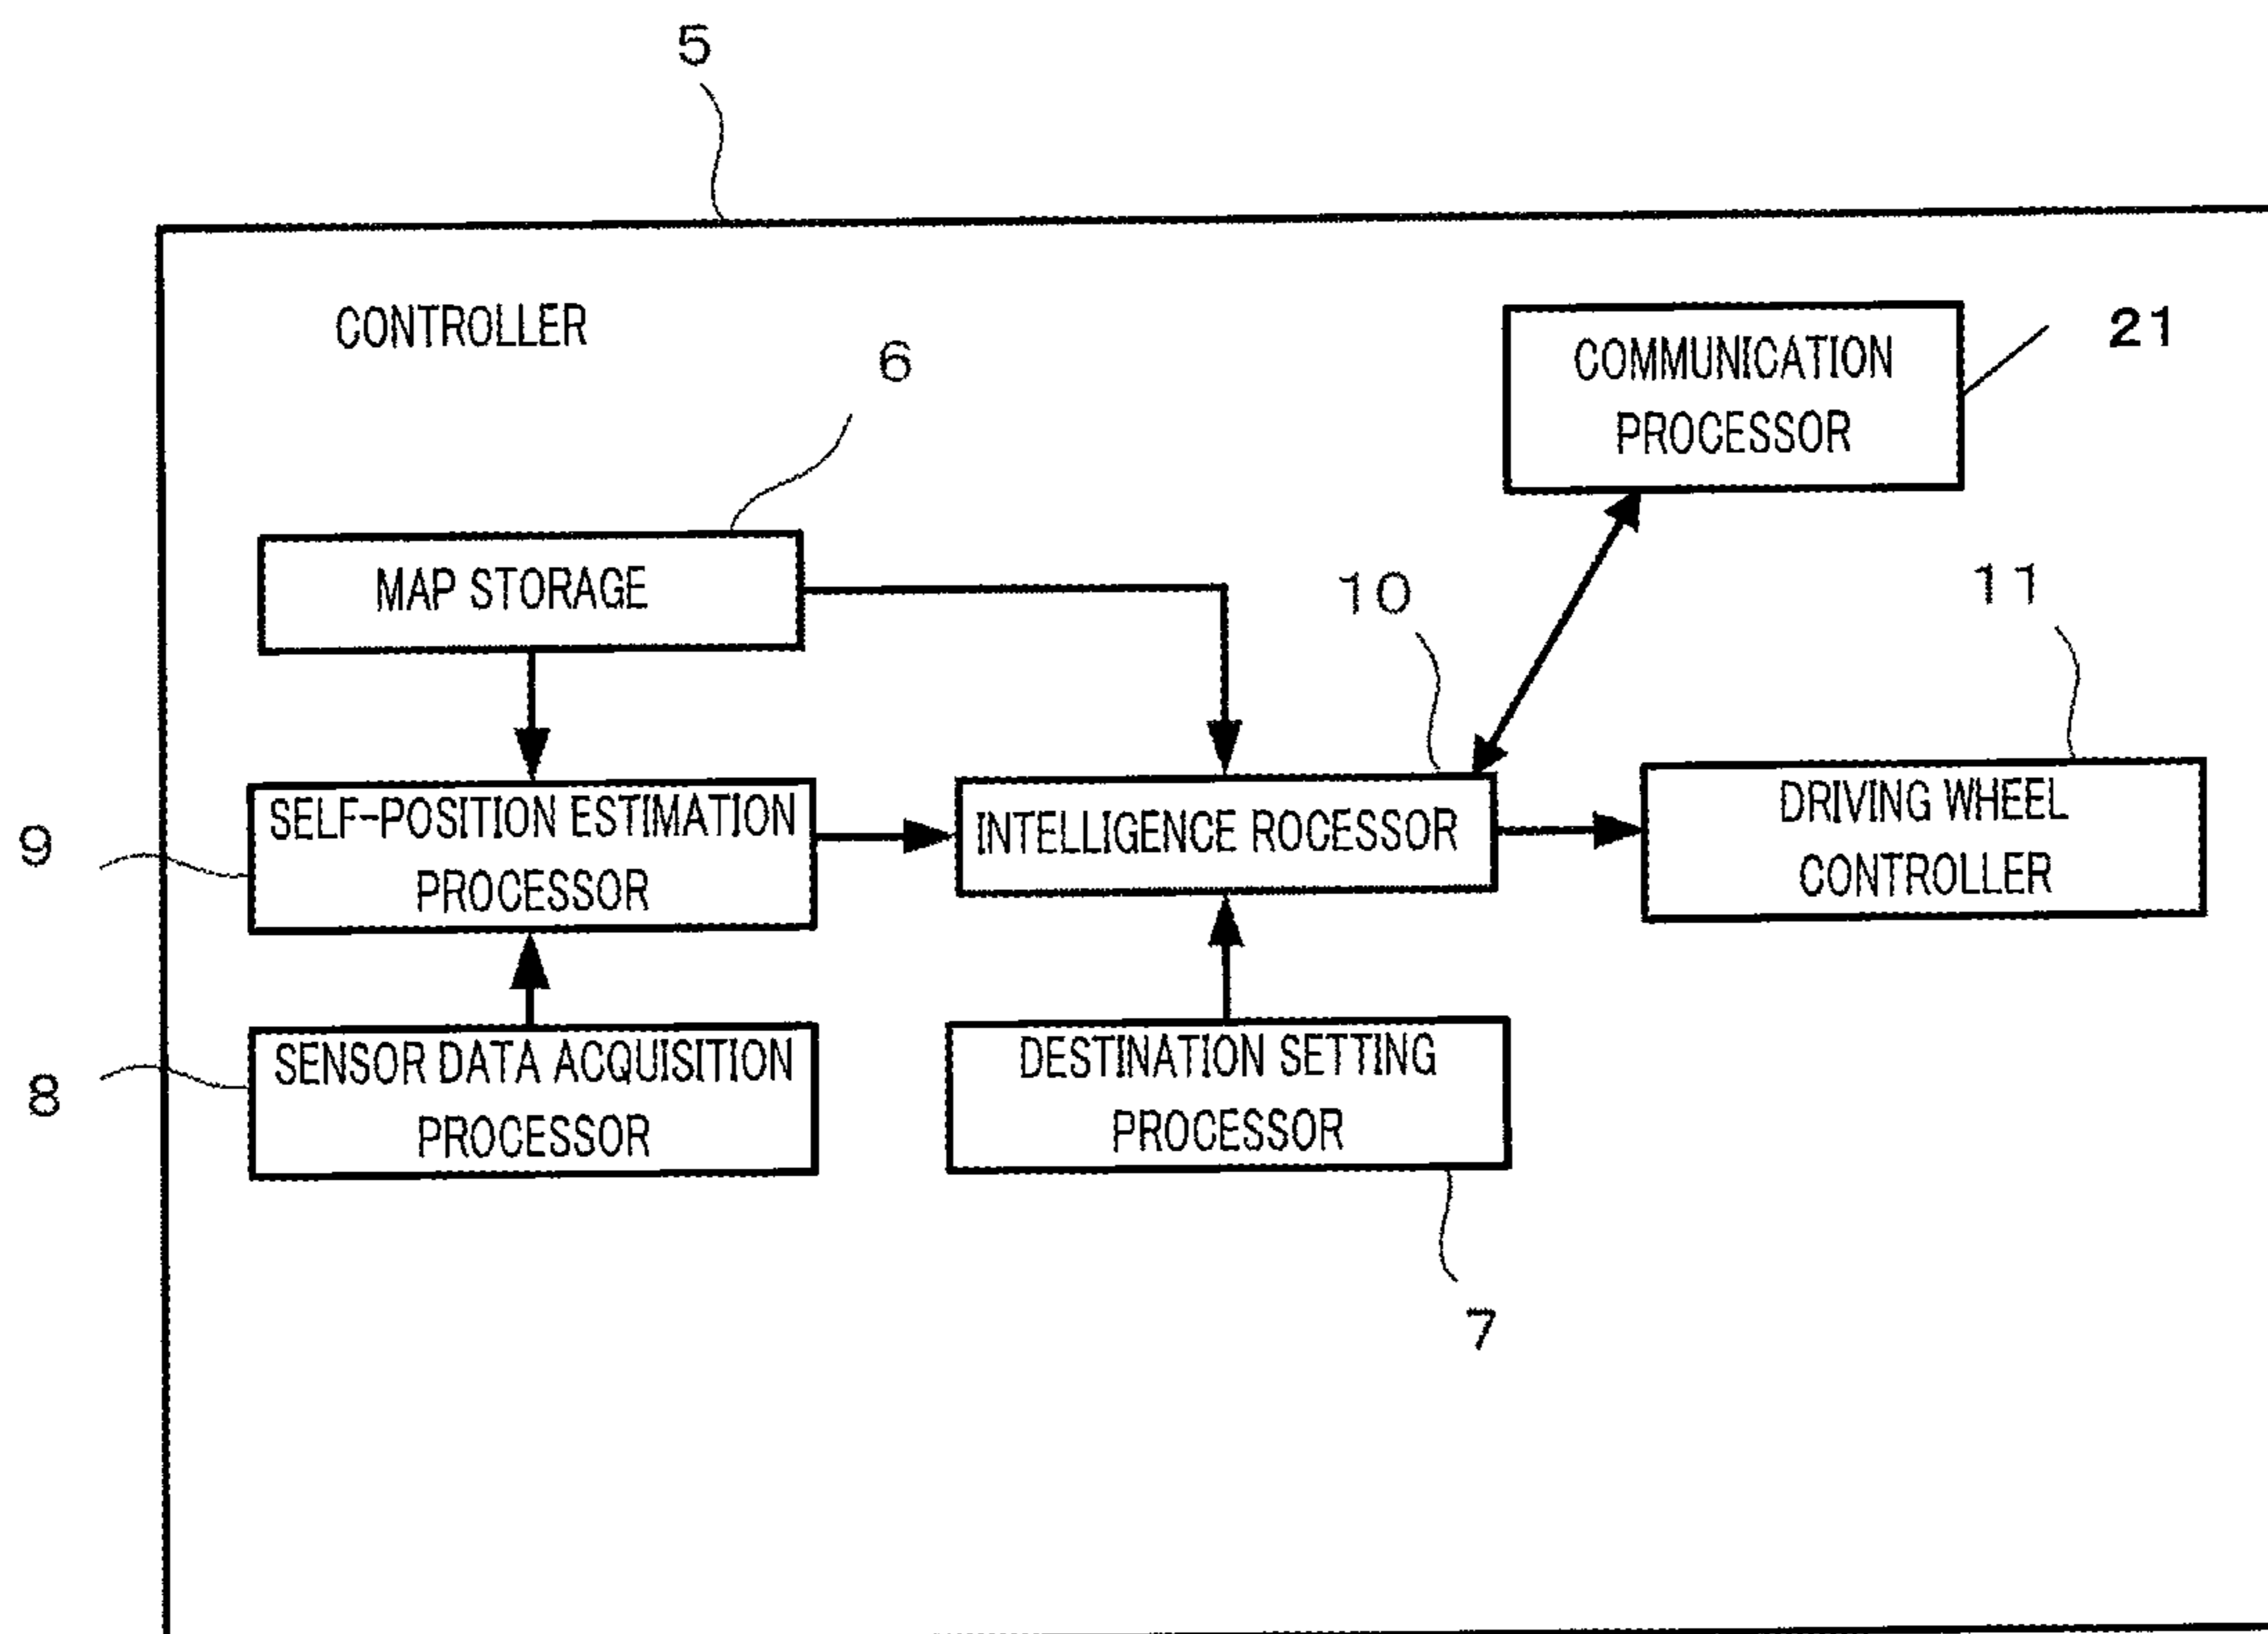 5
CONTROLLER
6
COMMUNICATION
PROCESSOR
21
MAP STORAGE
10
11
9
SELF-POSITION ESTIMATION
PROCESSOR
INTELLIGENCE ROCESSOR
DRIVING WHEEL
CONTROLLER
8
SENSOR DATA ACQUISITION
PROCESSOR
DESTINATION SETTING
PROCESSOR
7